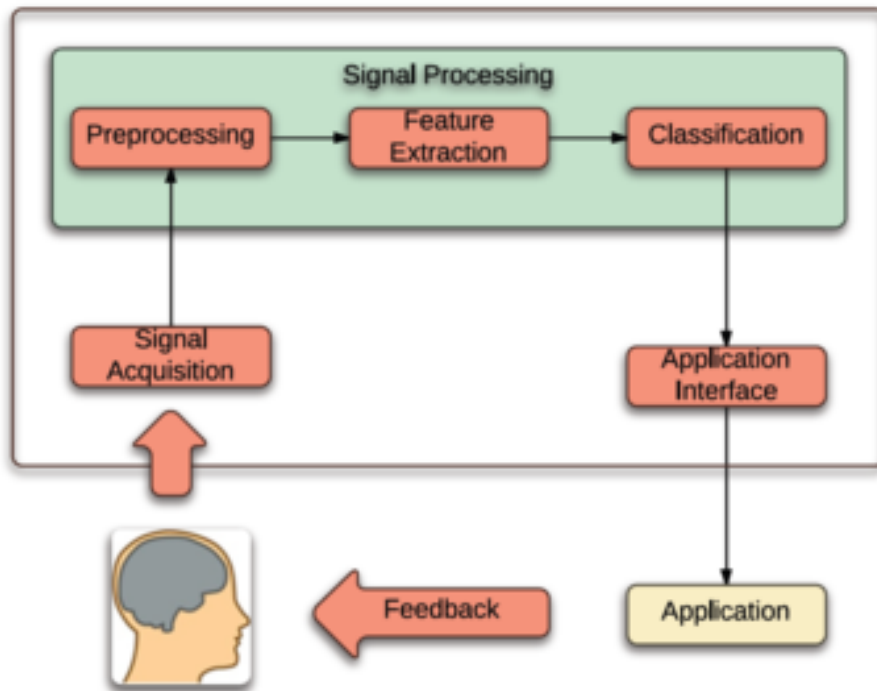 Signal Processing
Preprocessing
Feature
Extraction
Classification
Signal
Acquisition
Application
Interface
Feedback
Application